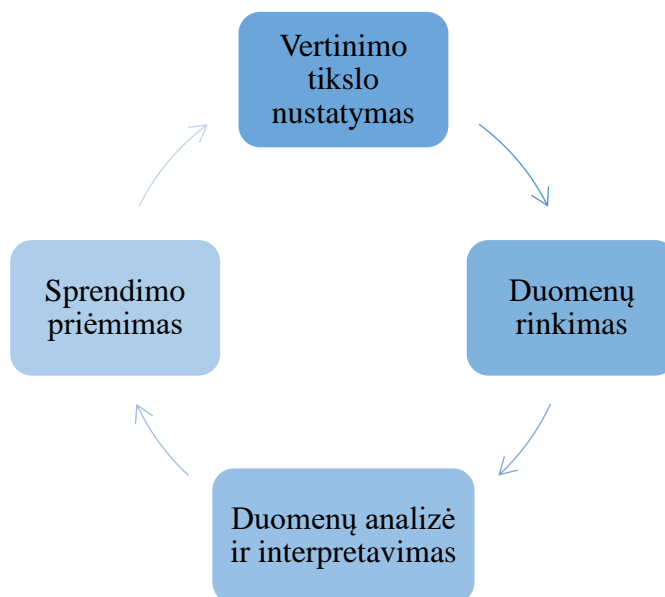 Vertinimo
tikslo
nustatymas
Duomenų
rinkimas
Duomenų analizė
ir interpretavimas
Sprendimo
priėmimas